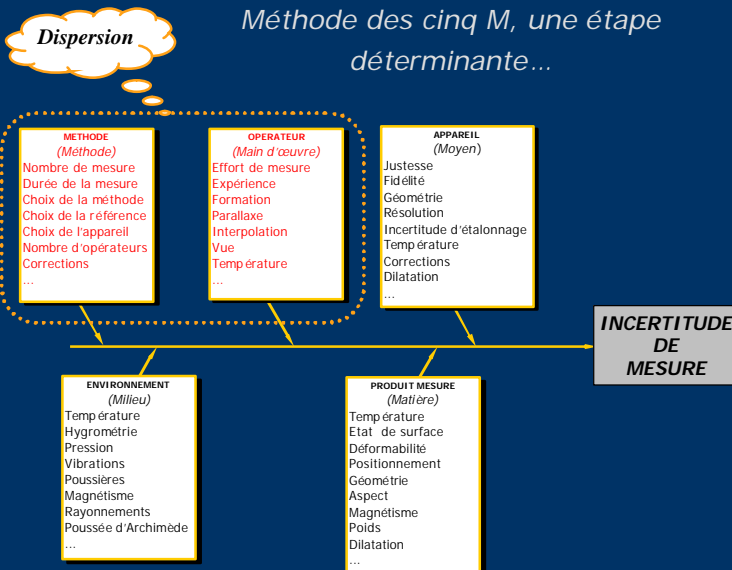 Dispersion
Méthode des cinq M, une étape
déterminante...
METHODE
(Méthode)
Nombre de mesure
Durée de la mesure
Choix de la méthode
Choix de la référence
Choix de l'appareil
Nombre d'opérateurs
Corrections
...
OPERATEUR
(Main d'œuvre)
Effort de mesure
Expérience
Formation
Parallaxe
Interpolation
Vue
Température
...
APPAREIL
(Moyen)
Justesse
Fidélité
Géométrie
Résolution
Incertitude d'étalonnage
Température
Corrections
Dilatation
...
INCERTITUDE
DE
MESURE
ENVIRONNEMENT
(Milieu)
Température
Hygrométrie
Pression
Vibrations
Poussières
Magnétisme
Rayonnements
Poussée d'Archimède
...
PRODUIT MESURE
(Matière)
Température
Etat de surface
Déformabilité
Positionnement
Géométrie
Aspect
Magnétisme
Poids
Dilatation
...